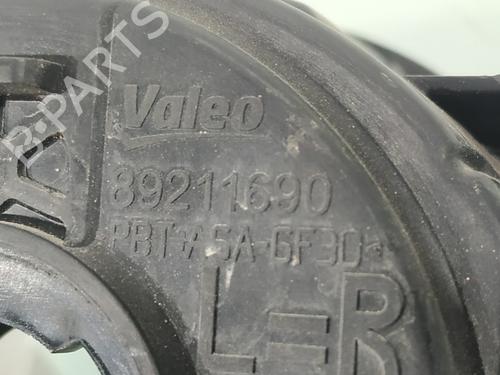 B-PARTS
Valeo
89211690
PBT+ASA-GF30
L=R